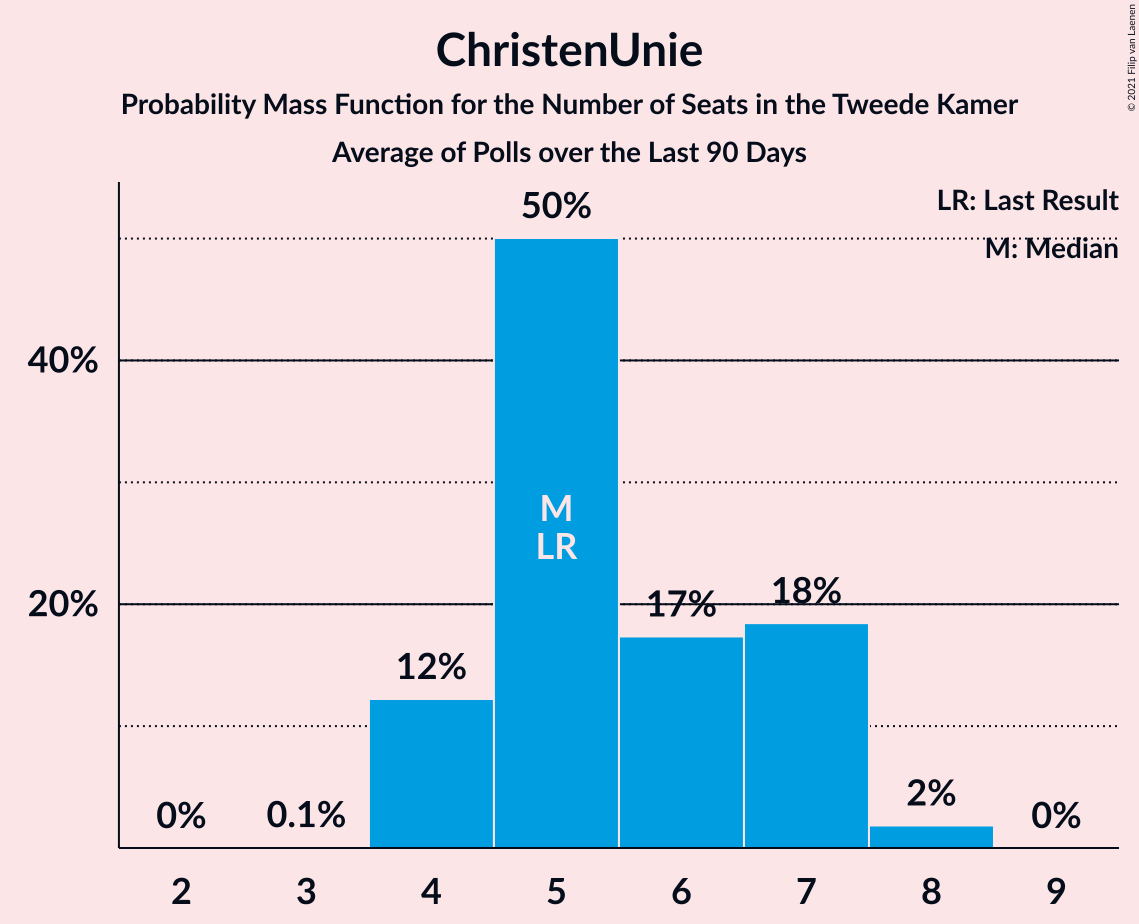 ChristenUnie
Probability Mass Function for the Number of Seats in the Tweede Kamer
Average of Polls over the Last 90 Days
© 2021 Filip van Laenen
LR: Last Result
M: Median
50%
40%
M
LR
20%
17%
18%
12%
0%
0.1%
2%
0%
2 3 4 5 6 7 8 9